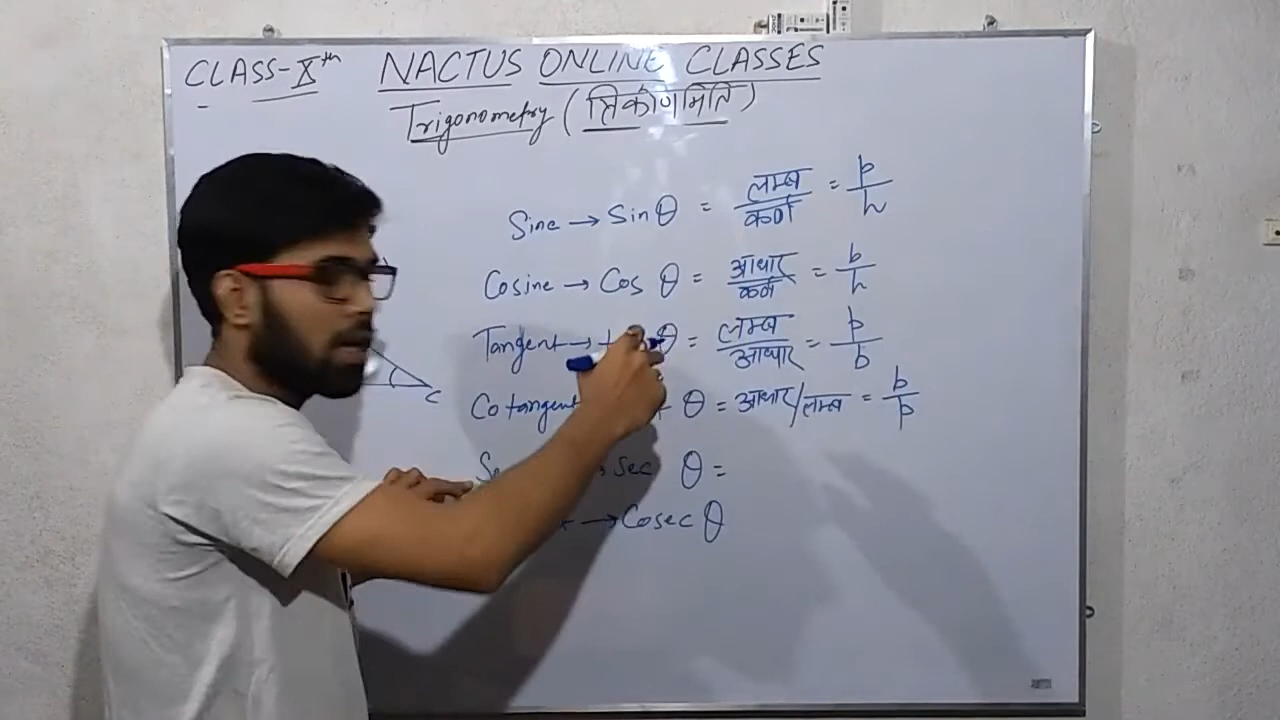 CLASS-Xth NACTUS ONLINE CLASSES
Trigonometry (त्रिकोणमिति)
Sine → Sin θ = लम्ब/कर्ण = p/h
Cosine → Cos θ = आधार/कर्ण = b/h
Tangent → θ = लम्ब/आधार = p/b
Cotangent θ = आधार/लम्ब = b/p
Sec θ =
→ Cosec θ
C